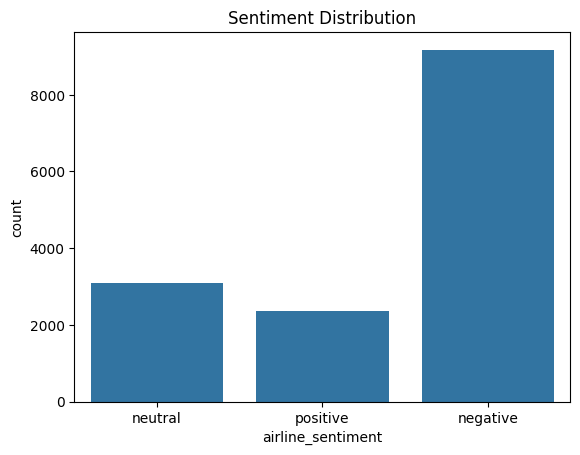 Sentiment Distribution
8000
6000
4000
2000
0
count
neutral positive negative
airline_sentiment